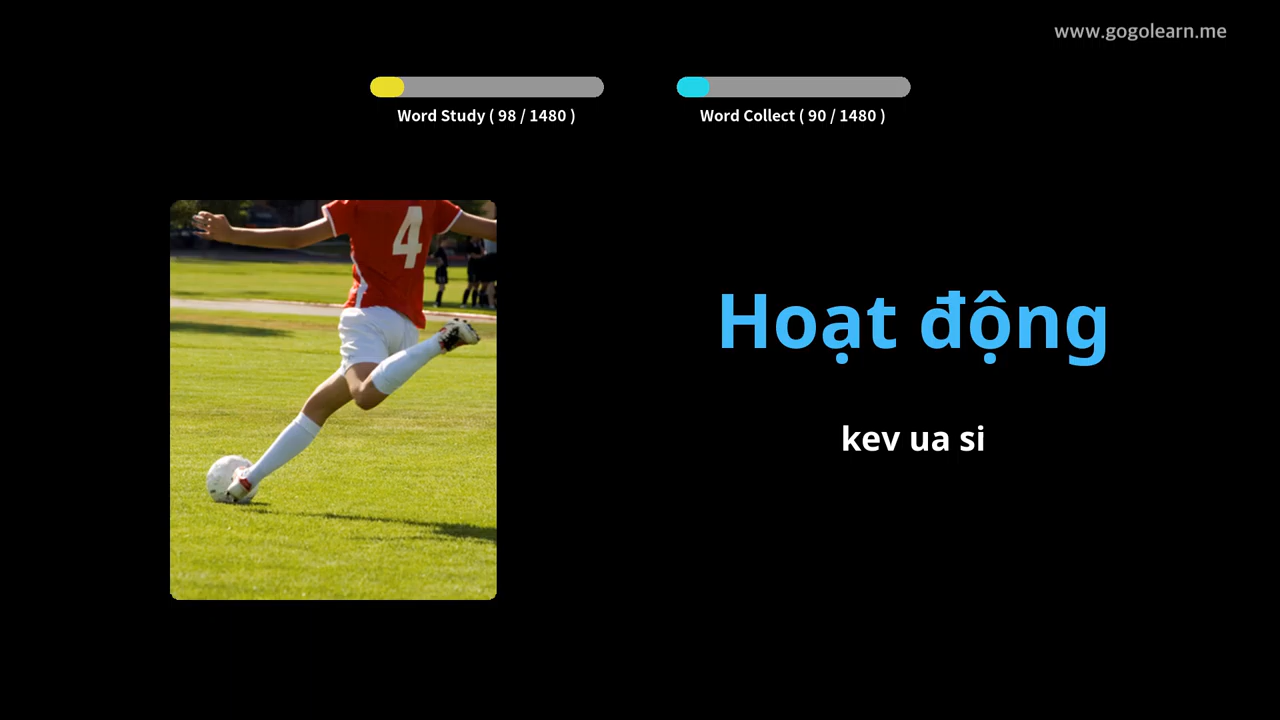 www.gogolearn.me
Word Study ( 98 / 1480 )
Word Collect ( 90 / 1480 )
4
Hoạt động
kev ua si